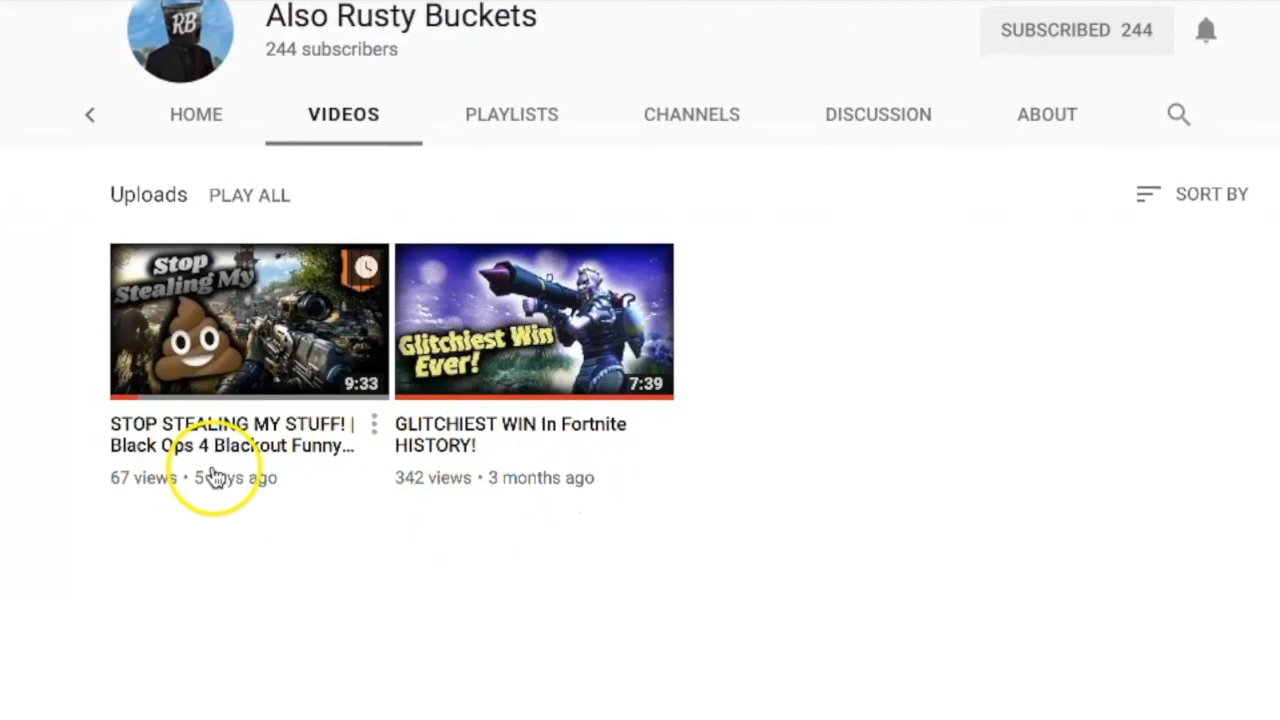 RB
Also Rusty Buckets
244 subscribers
SUBSCRIBED 244
HOME
VIDEOS
PLAYLISTS
CHANNELS
DISCUSSION
ABOUT
Uploads PLAY ALL
SORT BY
Stop
Stealing My
9:33
STOP STEALING MY STUFF! |
Black Ops 4 Blackout Funny...
67 views • 5 days ago
Glitchiest Win
Ever!
7:39
GLITCHIEST WIN In Fortnite
HISTORY!
342 views • 3 months ago